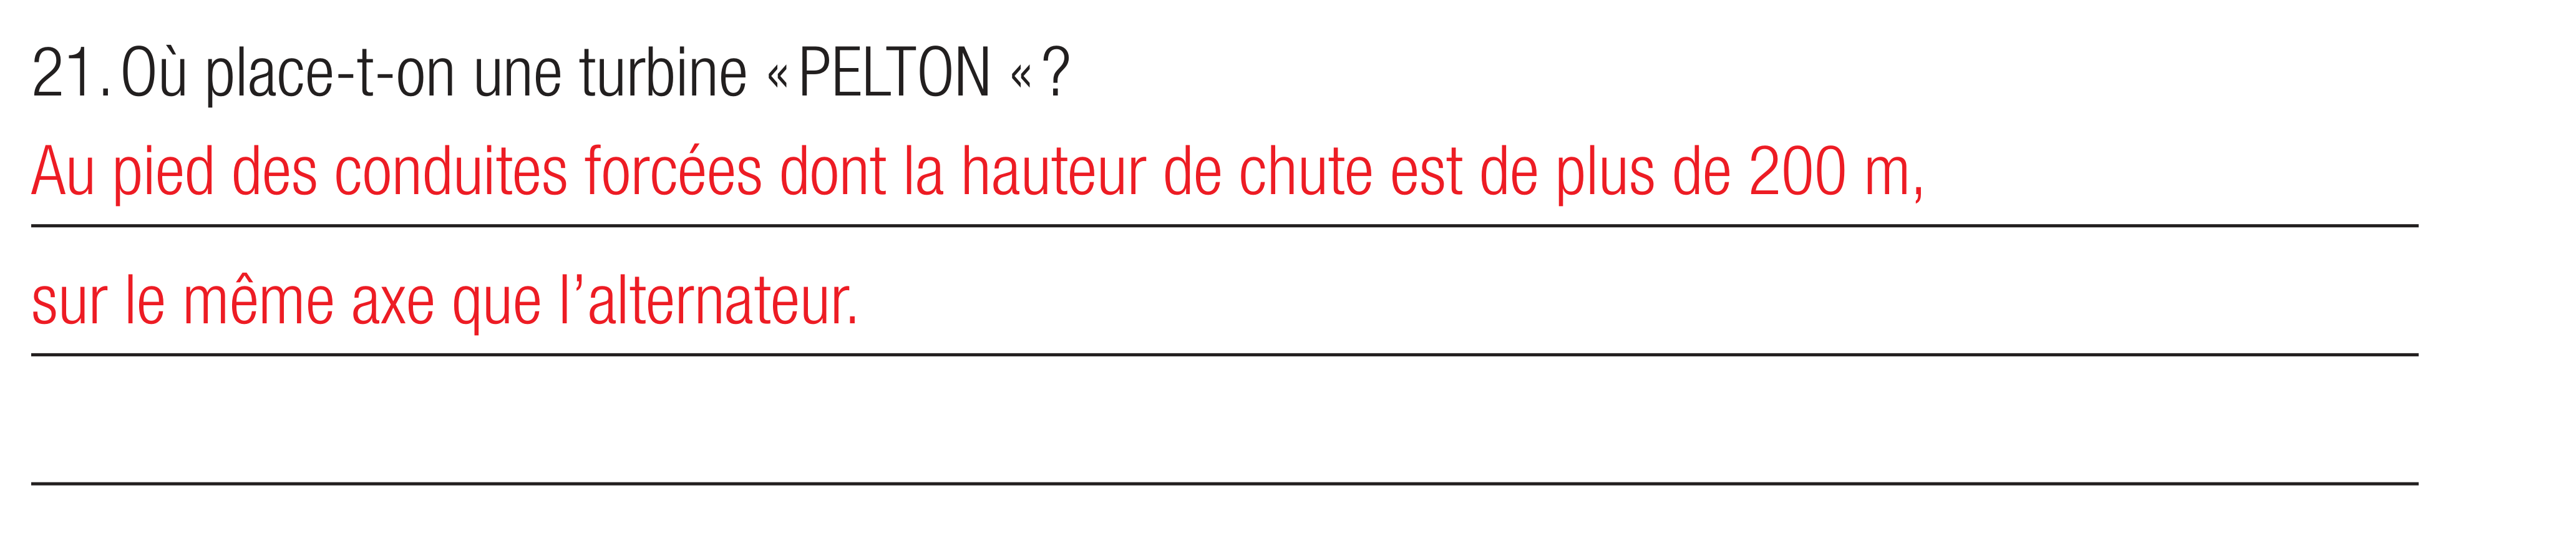 21. Où place-t-on une turbine « PELTON « ?
Au pied des conduites forcées dont la hauteur de chute est de plus de 200 m,
sur le même axe que l’alternateur.